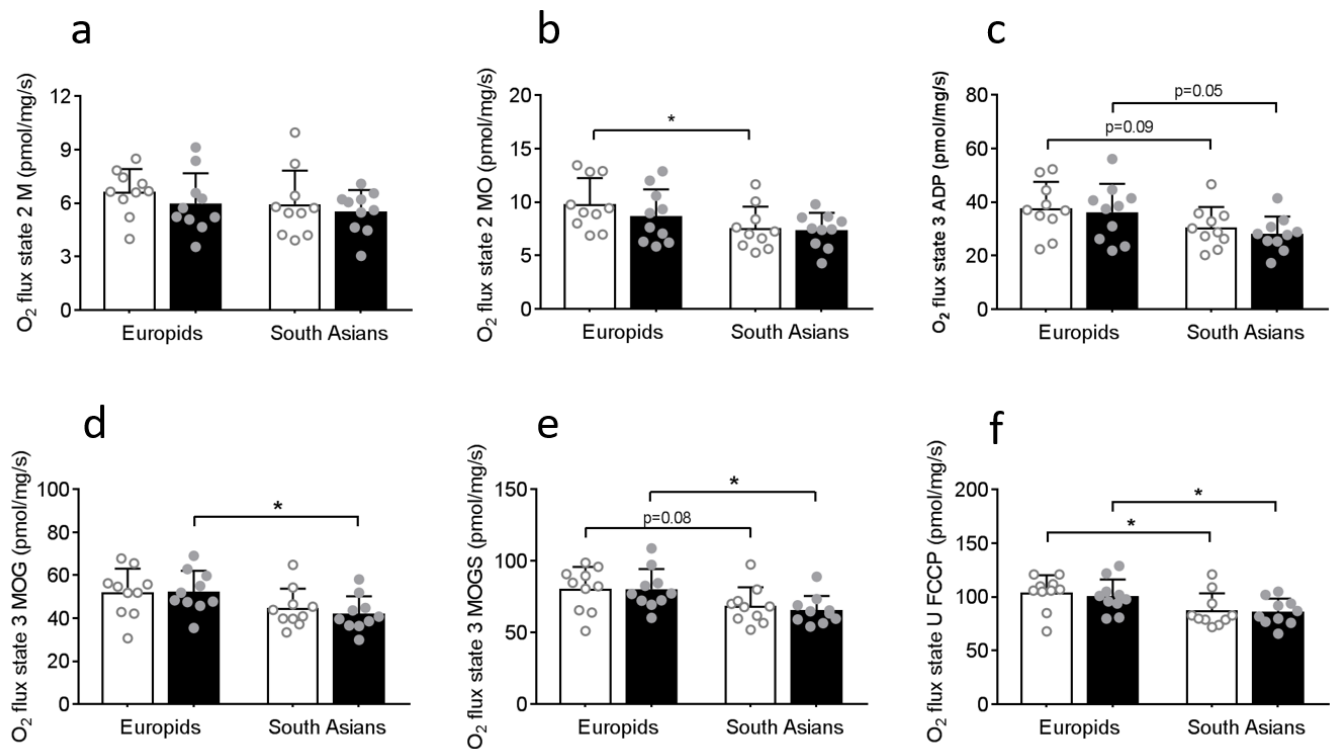 a
O₂ flux state 2 M (pmol/mg/s)
12
9
6
3
0
Europids
South Asians
b
O₂ flux state 2 MO (pmol/mg/s)
20
15
10
5
0
*
Europids
South Asians
c
O₂ flux state 3 ADP (pmol/mg/s)
80
60
40
20
0
p=0.05
p=0.09
Europids
South Asians
d
O₂ flux state 3 MOG (pmol/mg/s)
100
80
60
40
20
0
*
Europids
South Asians
e
O₂ flux state 3 MOGS (pmol/mg/s)
150
100
50
0
*
p=0.08
Europids
South Asians
f
O₂ flux state U FCCP (pmol/mg/s)
200
150
100
50
0
*
*
Europids
South Asians